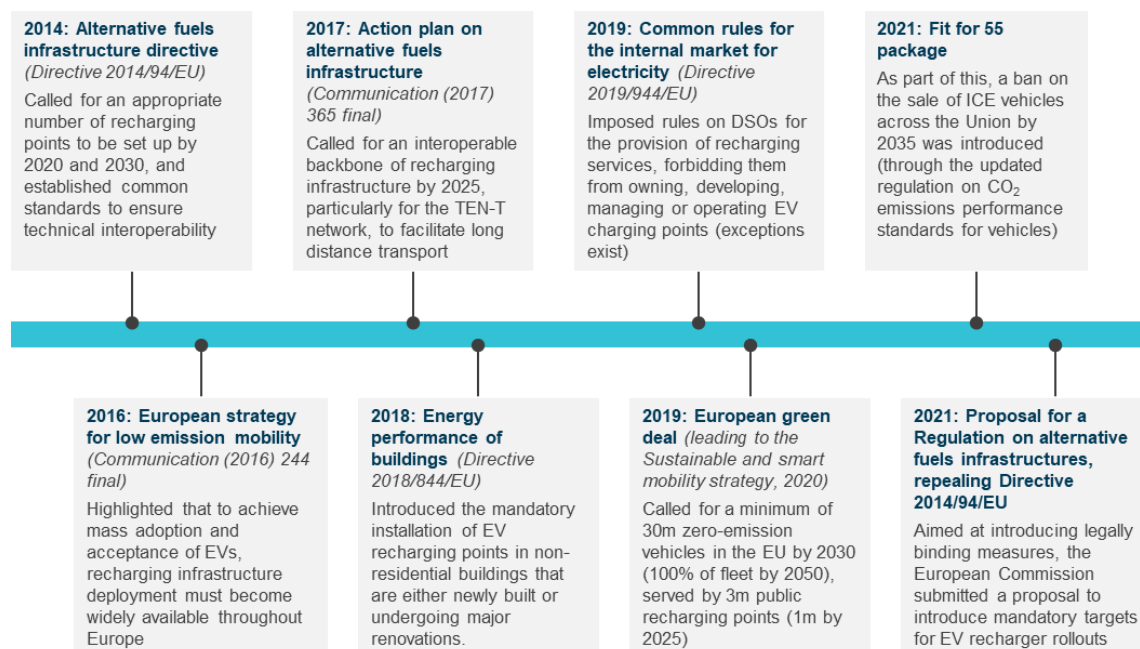 2014: Alternative fuels
infrastructure directive
(Directive 2014/94/EU)
Called for an appropriate
number of recharging
points to be set up by
2020 and 2030, and
established common
standards to ensure
technical interoperability
2016: European strategy
for low emission mobility
(Communication (2016) 244
final)
Highlighted that to achieve
mass adoption and
acceptance of EVs,
recharging infrastructure
deployment must become
widely available throughout
Europe
2017: Action plan on
alternative fuels
infrastructure
(Communication (2017)
365 final)
Called for an interoperable
backbone of recharging
infrastructure by 2025,
particularly for the TEN-T
network, to facilitate long
distance transport
2018: Energy
performance of
buildings (Directive
2018/844/EU)
Introduced the mandatory
installation of EV
recharging points in non-
residential buildings that
are either newly built or
undergoing major
renovations.
2019: Common rules for
the internal market for
electricity (Directive
2019/944/EU)
Imposed rules on DSOs for
the provision of recharging
services, forbidding them
from owning, developing,
managing or operating EV
charging points (exceptions
exist)
2019: European green
deal (leading to the
Sustainable and smart
mobility strategy, 2020)
Called for a minimum of
30m zero-emission
vehicles in the EU by 2030
(100% of fleet by 2050),
served by 3m public
recharging points (1m by
2025)
2021: Fit for 55
package
As part of this, a ban on
the sale of ICE vehicles
across the Union by
2035 was introduced
(through the updated
regulation on CO₂
emissions performance
standards for vehicles)
2021: Proposal for a
Regulation on alternative
fuels infrastructures,
repealing Directive
2014/94/EU
Aimed at introducing legally
binding measures, the
European Commission
submitted a proposal to
introduce mandatory targets
for EV recharger rollouts